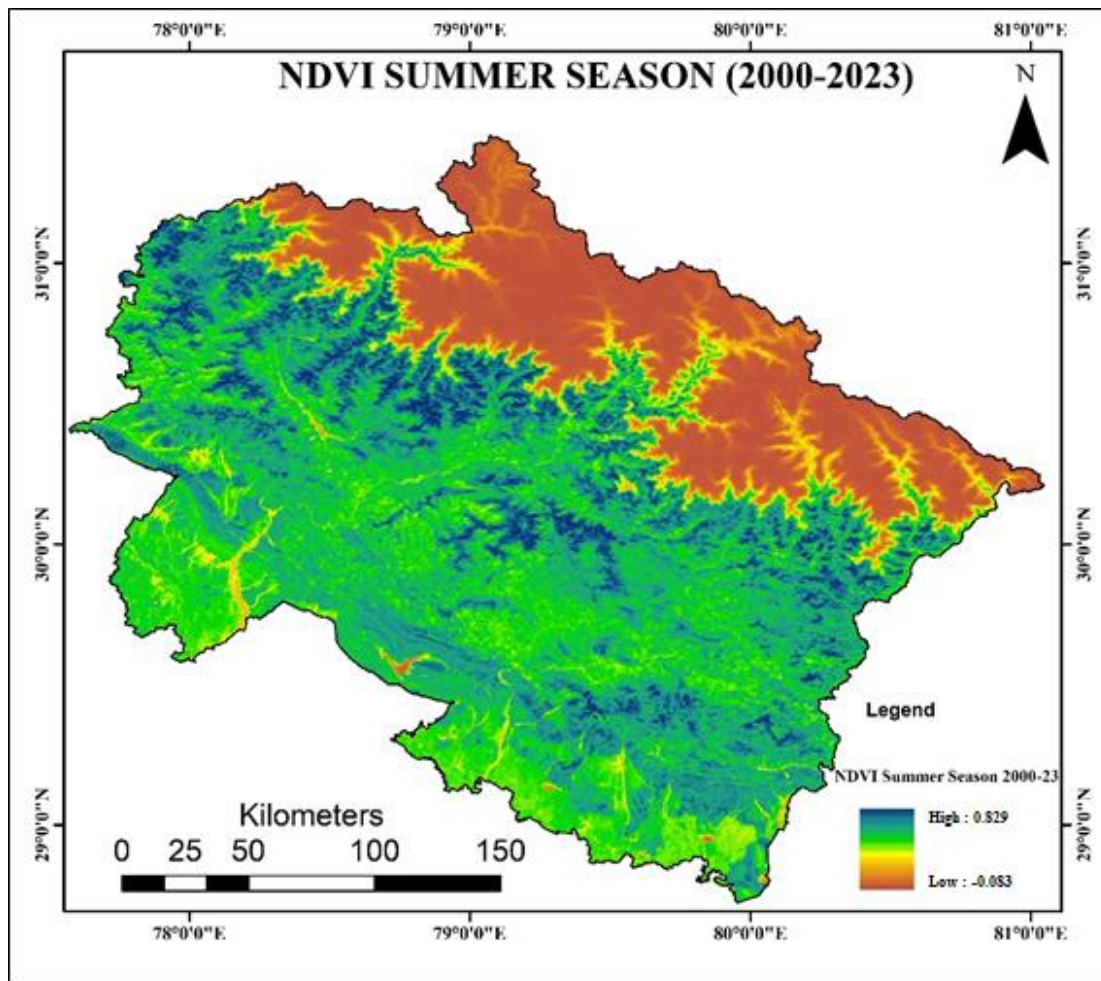 78°0'0"E 79°0'0"E 80°0'0"E 81°0'0"E
NDVI SUMMER SEASON (2000-2023)
N
31°0'0"N 31°0'0"N
30°0'0"N 30°0'0"N
Legend
NDVI Summer Season 2000-23
High : 0.829
Low : -0.083
29°0'0"N 29°0'0"N
Kilometers
0 25 50 100 150
78°0'0"E 79°0'0"E 80°0'0"E 81°0'0"E